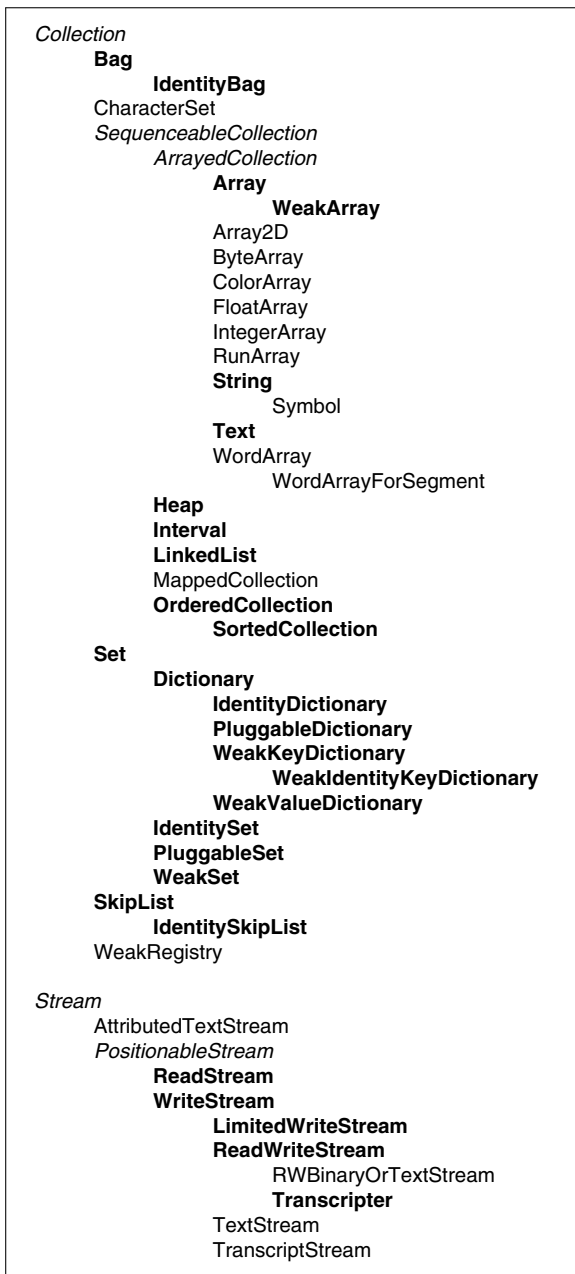 Collection
Bag
IdentityBag
CharacterSet
SequenceableCollection
ArrayedCollection
Array
WeakArray
Array2D
ByteArray
ColorArray
FloatArray
IntegerArray
RunArray
String
Symbol
Text
WordArray
WordArrayForSegment
Heap
Interval
LinkedList
MappedCollection
OrderedCollection
SortedCollection
Set
Dictionary
IdentityDictionary
PluggableDictionary
WeakKeyDictionary
WeakIdentityKeyDictionary
WeakValueDictionary
IdentitySet
PluggableSet
WeakSet
SkipList
IdentitySkipList
WeakRegistry
Stream
AttributedTextStream
PositionableStream
ReadStream
WriteStream
LimitedWriteStream
ReadWriteStream
RWBinaryOrTextStream
Transcripter
TextStream
TranscriptStream